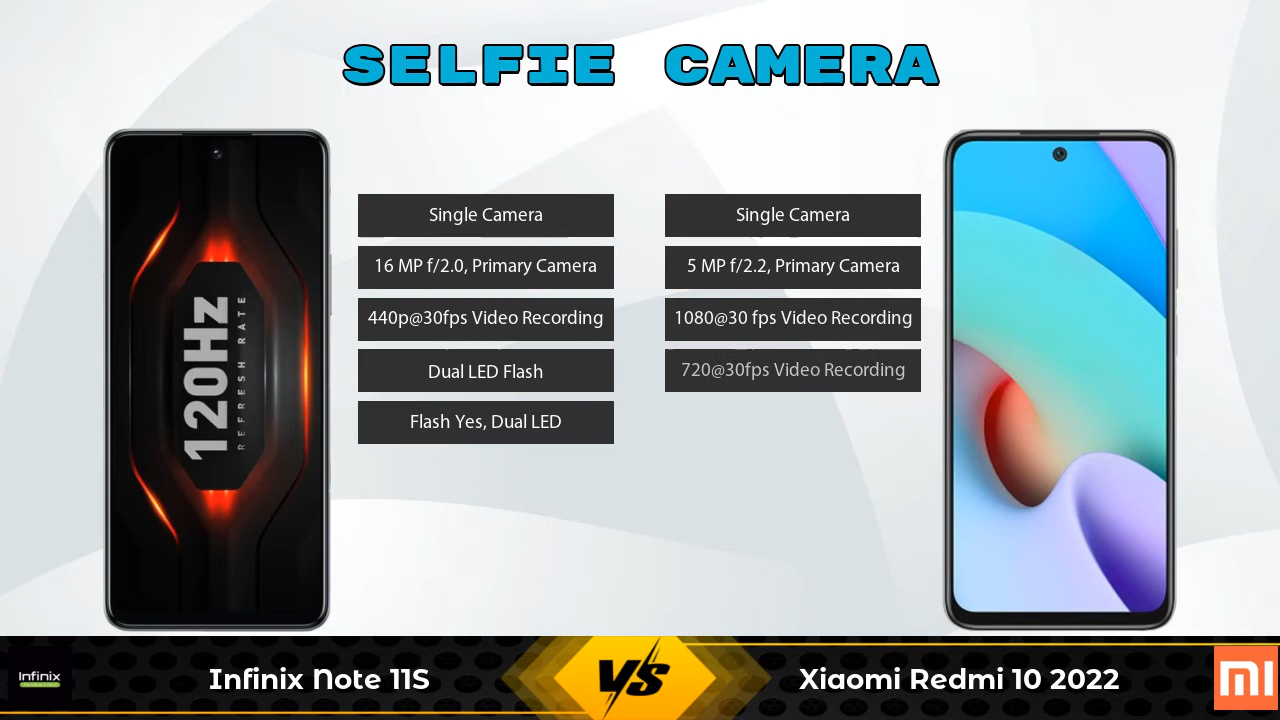 SELFIE CAMERA
120Hz
REFRESH RATE
Single Camera
16 MP f/2.0, Primary Camera
440p@30fps Video Recording
Dual LED Flash
Flash Yes, Dual LED
Single Camera
5 MP f/2.2, Primary Camera
1080@30 fps Video Recording
720@30fps Video Recording
Infinix
Infinix Note 11S
VS
Xiaomi Redmi 10 2022
mi